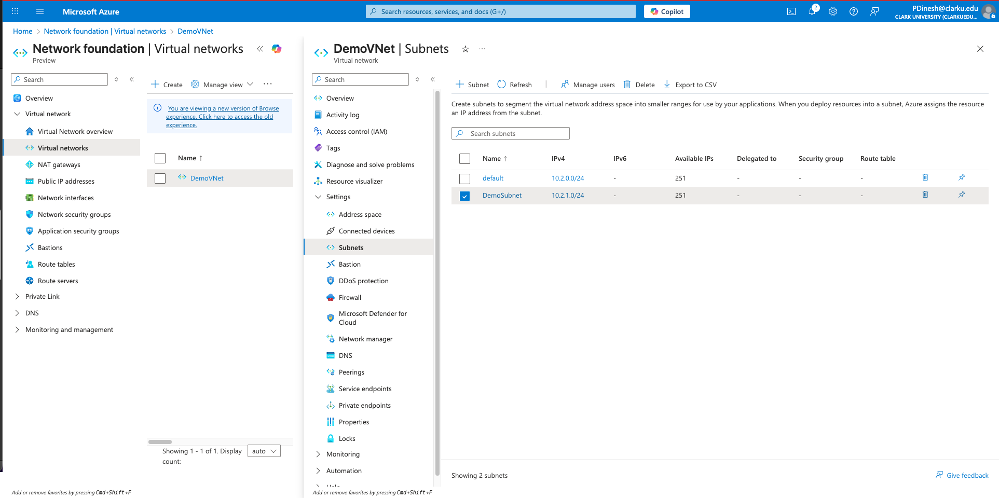 Microsoft Azure
Search resources, services, and docs (G+/)
Copilot
2
PDinesh@clarku.edu
CLARK UNIVERSITY (CLARKUEDU...
Home > Network foundation | Virtual networks > DemoVNet
Network foundation | Virtual networks
Preview
Search
Overview
Virtual network
Virtual Network overview
Virtual networks
NAT gateways
Public IP addresses
Network interfaces
Network security groups
Application security groups
Bastions
Route tables
Route servers
Private Link
DNS
Monitoring and management
Add or remove favorites by pressing Cmd+Shift+F
Create
Manage view
You are viewing a new version of Browse
experience. Click here to access the old
experience.
Name ↑
DemoVNet
Showing 1 - 1 of 1. Display
count:
auto
DemoVNet | Subnets
Virtual network
Search
Overview
Activity log
Access control (IAM)
Tags
Diagnose and solve problems
Resource visualizer
Settings
Address space
Connected devices
Subnets
Bastion
DDoS protection
Firewall
Microsoft Defender for
Cloud
Network manager
DNS
Peerings
Service endpoints
Private endpoints
Properties
Locks
Monitoring
Automation
Add or remove favorites by pressing Cmd+Shift+F
Subnet
Refresh
Manage users
Delete
Export to CSV
Create subnets to segment the virtual network address space into smaller ranges for use by your applications. When you deploy resources into a subnet, Azure assigns the resource
an IP address from the subnet.
Search subnets
Name ↑ IPv4 IPv6 Available IPs Delegated to Security group Route table
default 10.2.0.0/24 - 251 - - -
DemoSubnet 10.2.1.0/24 - 251 - - -
Showing 2 subnets
Give feedback